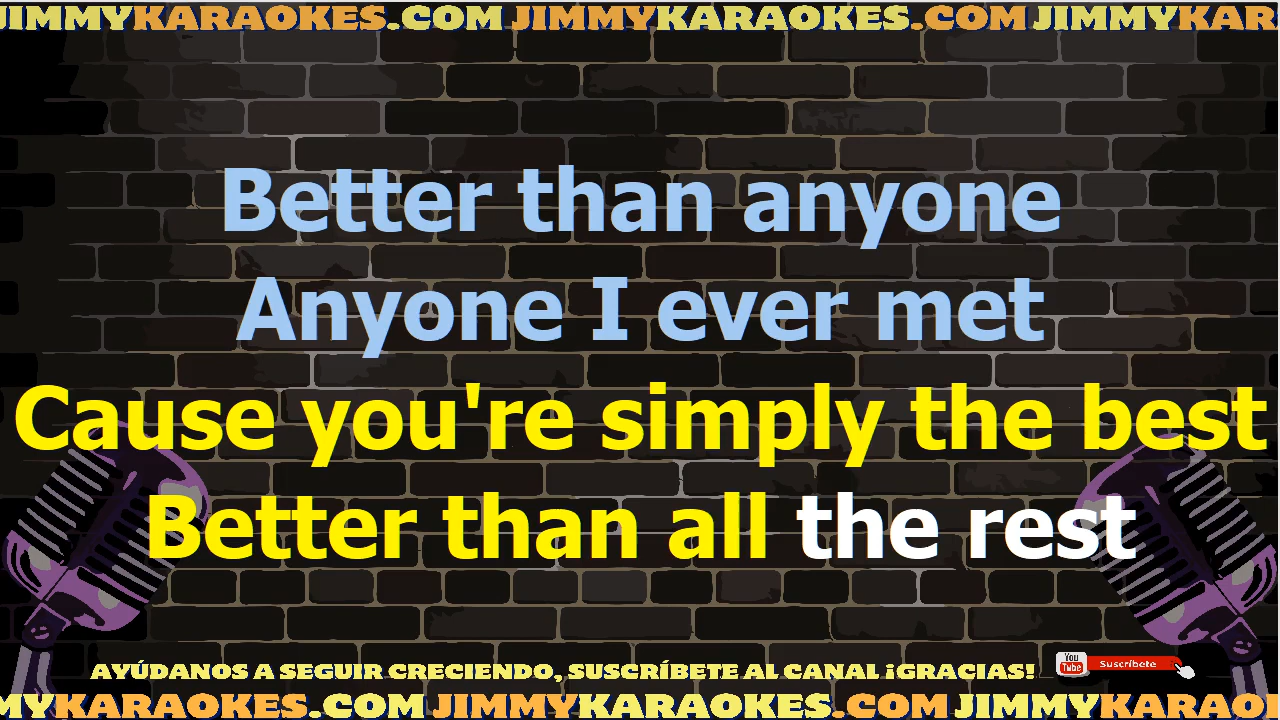 JIMMYKARAOKES.COM JIMMYKARAOKES.COM JIMMYKAR
Better than anyone
Anyone I ever met
Cause you're simply the best
Better than all the rest
AYÚDANOS A SEGUIR CRECIENDO, SUSCRÍBETE AL CANAL ¡GRACIAS!
You
Tube
Suscríbete
MYKARAOKES.COM JIMMYKARAOKES.COM JIMMYKARAO